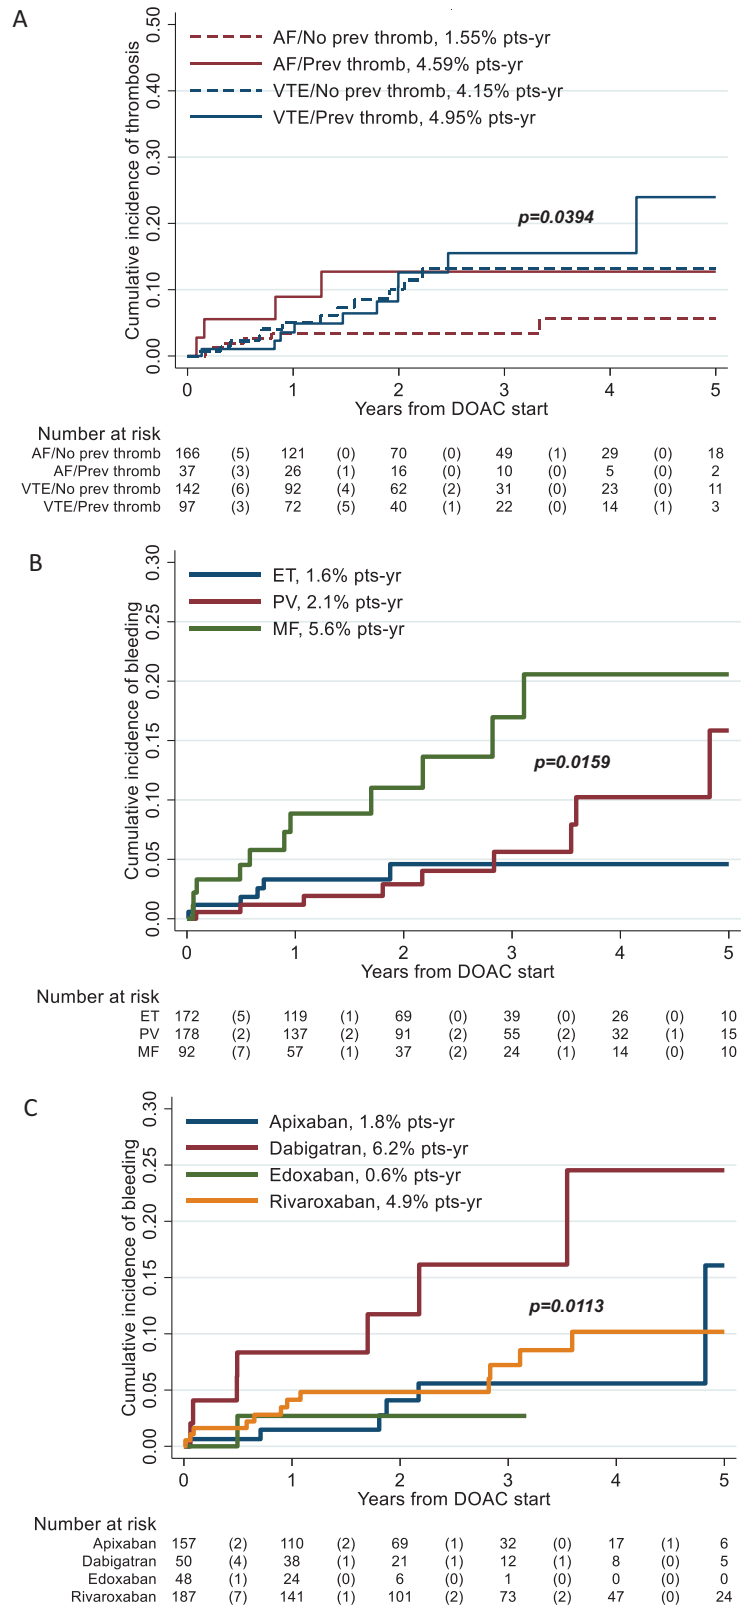 A
Cumulative incidence of thrombosis
0.50
0.40
0.30
0.20
0.10
0.00
AF/No prev thromb, 1.55% pts-yr
AF/Prev thromb, 4.59% pts-yr
VTE/No prev thromb, 4.15% pts-yr
VTE/Prev thromb, 4.95% pts-yr
p=0.0394
0 1 2 3 4 5
Years from DOAC start
Number at risk
AF/No prev thromb 166 (5) 121 (0) 70 (0) 49 (1) 29 (0) 18
AF/Prev thromb 37 (3) 26 (1) 16 (0) 10 (0) 5 (0) 2
VTE/No prev thromb 142 (6) 92 (4) 62 (2) 31 (0) 23 (0) 11
VTE/Prev thromb 97 (3) 72 (5) 40 (1) 22 (0) 14 (1) 3
B
Cumulative incidence of bleeding
0.30
0.25
0.20
0.15
0.10
0.05
0.00
ET, 1.6% pts-yr
PV, 2.1% pts-yr
MF, 5.6% pts-yr
p=0.0159
0 1 2 3 4 5
Years from DOAC start
Number at risk
ET 172 (5) 119 (1) 69 (0) 39 (0) 26 (0) 10
PV 178 (2) 137 (2) 91 (2) 55 (2) 32 (1) 15
MF 92 (7) 57 (1) 37 (2) 24 (1) 14 (0) 10
C
Cumulative incidence of bleeding
0.30
0.25
0.20
0.15
0.10
0.05
0.00
Apixaban, 1.8% pts-yr
Dabigatran, 6.2% pts-yr
Edoxaban, 0.6% pts-yr
Rivaroxaban, 4.9% pts-yr
p=0.0113
0 1 2 3 4 5
Years from DOAC start
Number at risk
Apixaban 157 (2) 110 (2) 69 (1) 32 (0) 17 (1) 6
Dabigatran 50 (4) 38 (1) 21 (1) 12 (1) 8 (0) 5
Edoxaban 48 (1) 24 (0) 6 (0) 1 (0) 0 (0) 0
Rivaroxaban 187 (7) 141 (1) 101 (2) 73 (2) 47 (0) 24